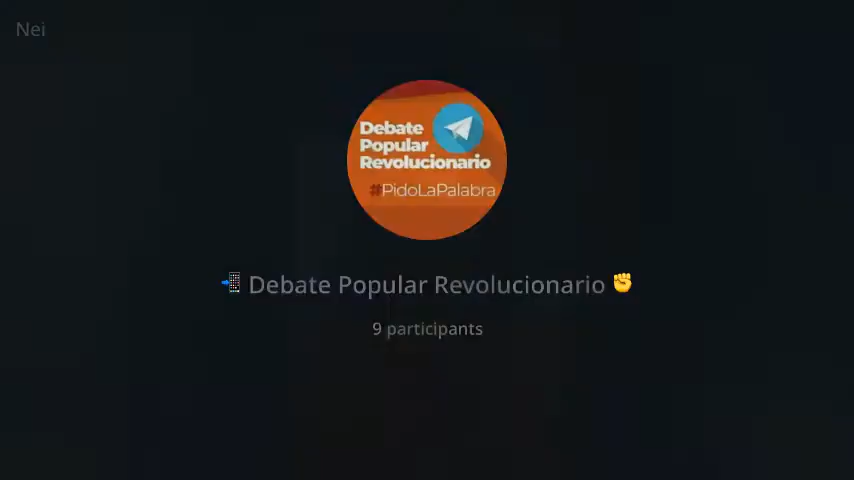 Nei
Debate
Popular
Revolucionario
#PidoLaPalabra
📲 Debate Popular Revolucionario ✊
9 participants